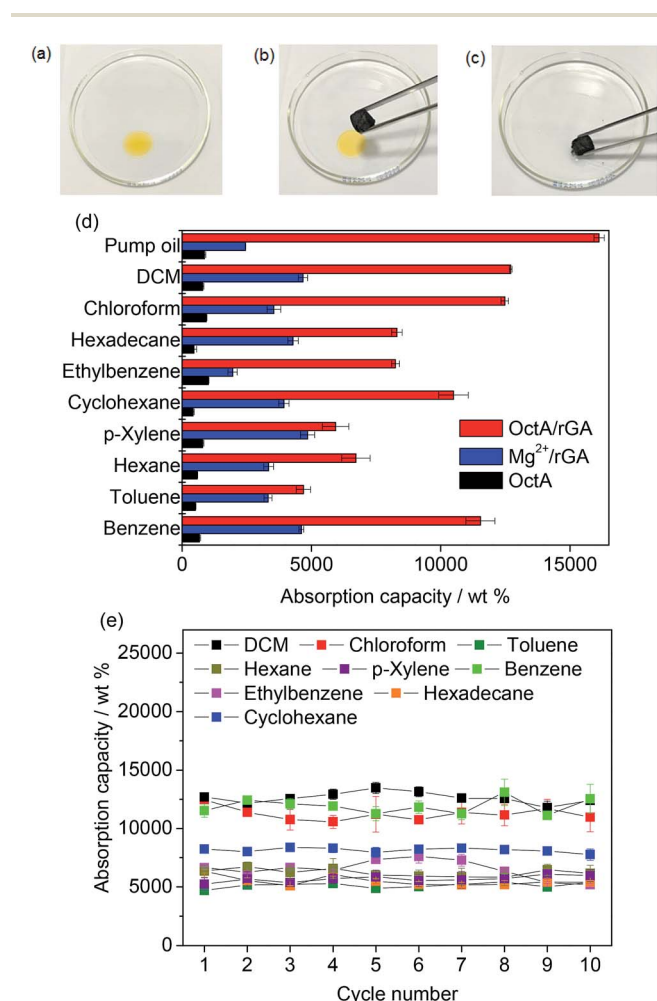 (a)
(b)
(c)
(d)
Pump oil
DCM
Chloroform
Hexadecane
Ethylbenzene
Cyclohexane
p-Xylene
Hexane
Toluene
Benzene
OctA/rGA
Mg²⁺/rGA
OctA
0 5000 10000 15000
Absorption capacity / wt %
(e)
Absorption capacity / wt %
25000
20000
15000
10000
5000
0
DCM Chloroform Toluene
Hexane p-Xylene Benzene
Ethylbenzene Hexadecane
Cyclohexane
1 2 3 4 5 6 7 8 9 10
Cycle number